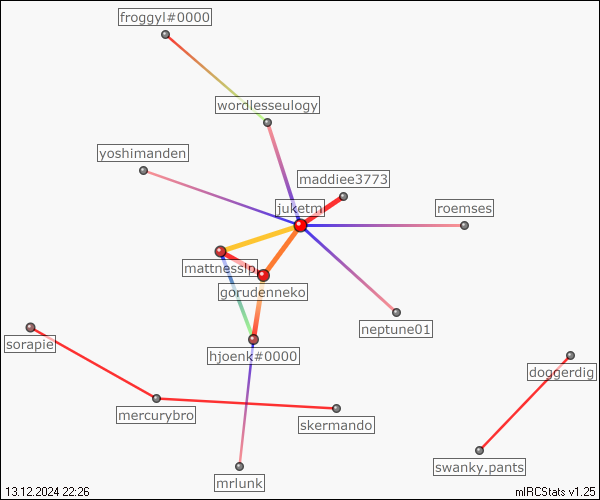 froggyl#0000
wordlesseulogy
yoshimanden
maddiee3773
juketm
roemses
mattnesslp
gorudenneko
neptune01
sorapie
hjoenk#0000
doggerdig
mercurybro
skermando
swanky.pants
mrlunk
13.12.2024 22:26
mIRCStats v1.25